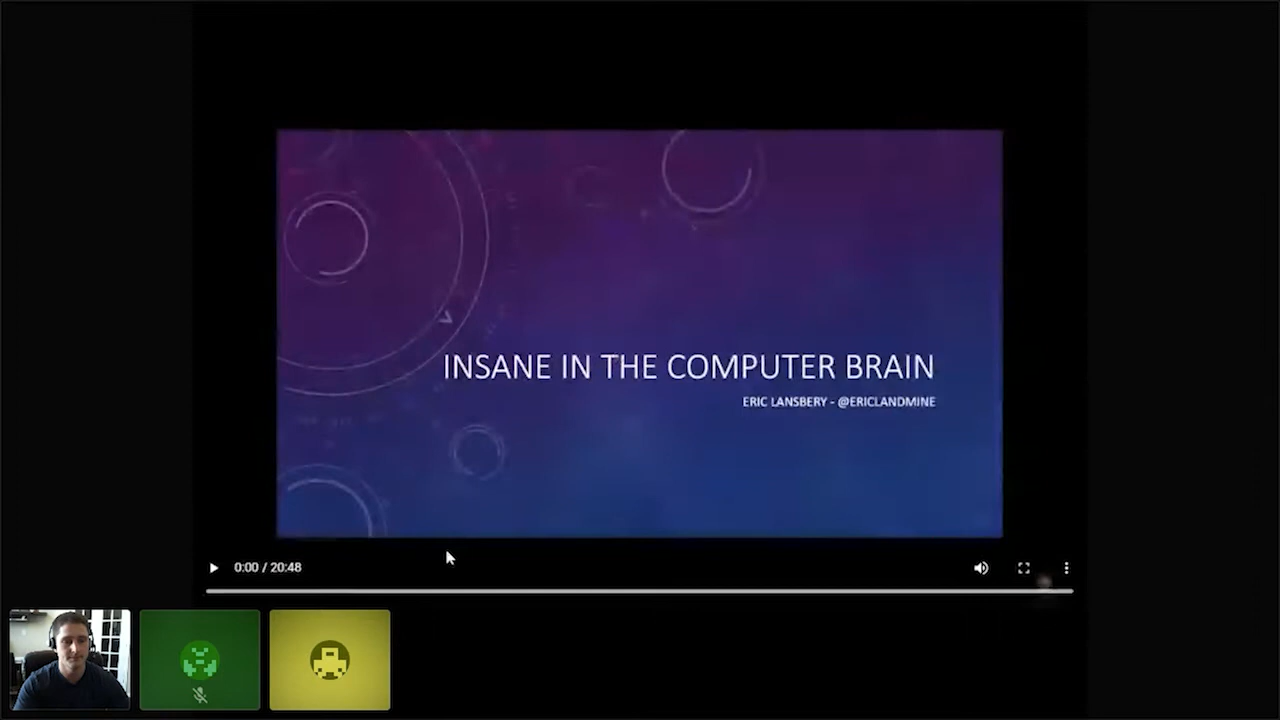 INSANE IN THE COMPUTER BRAIN
ERIC LANSBERY - @ERICLANDMINE
0:00 / 20:48